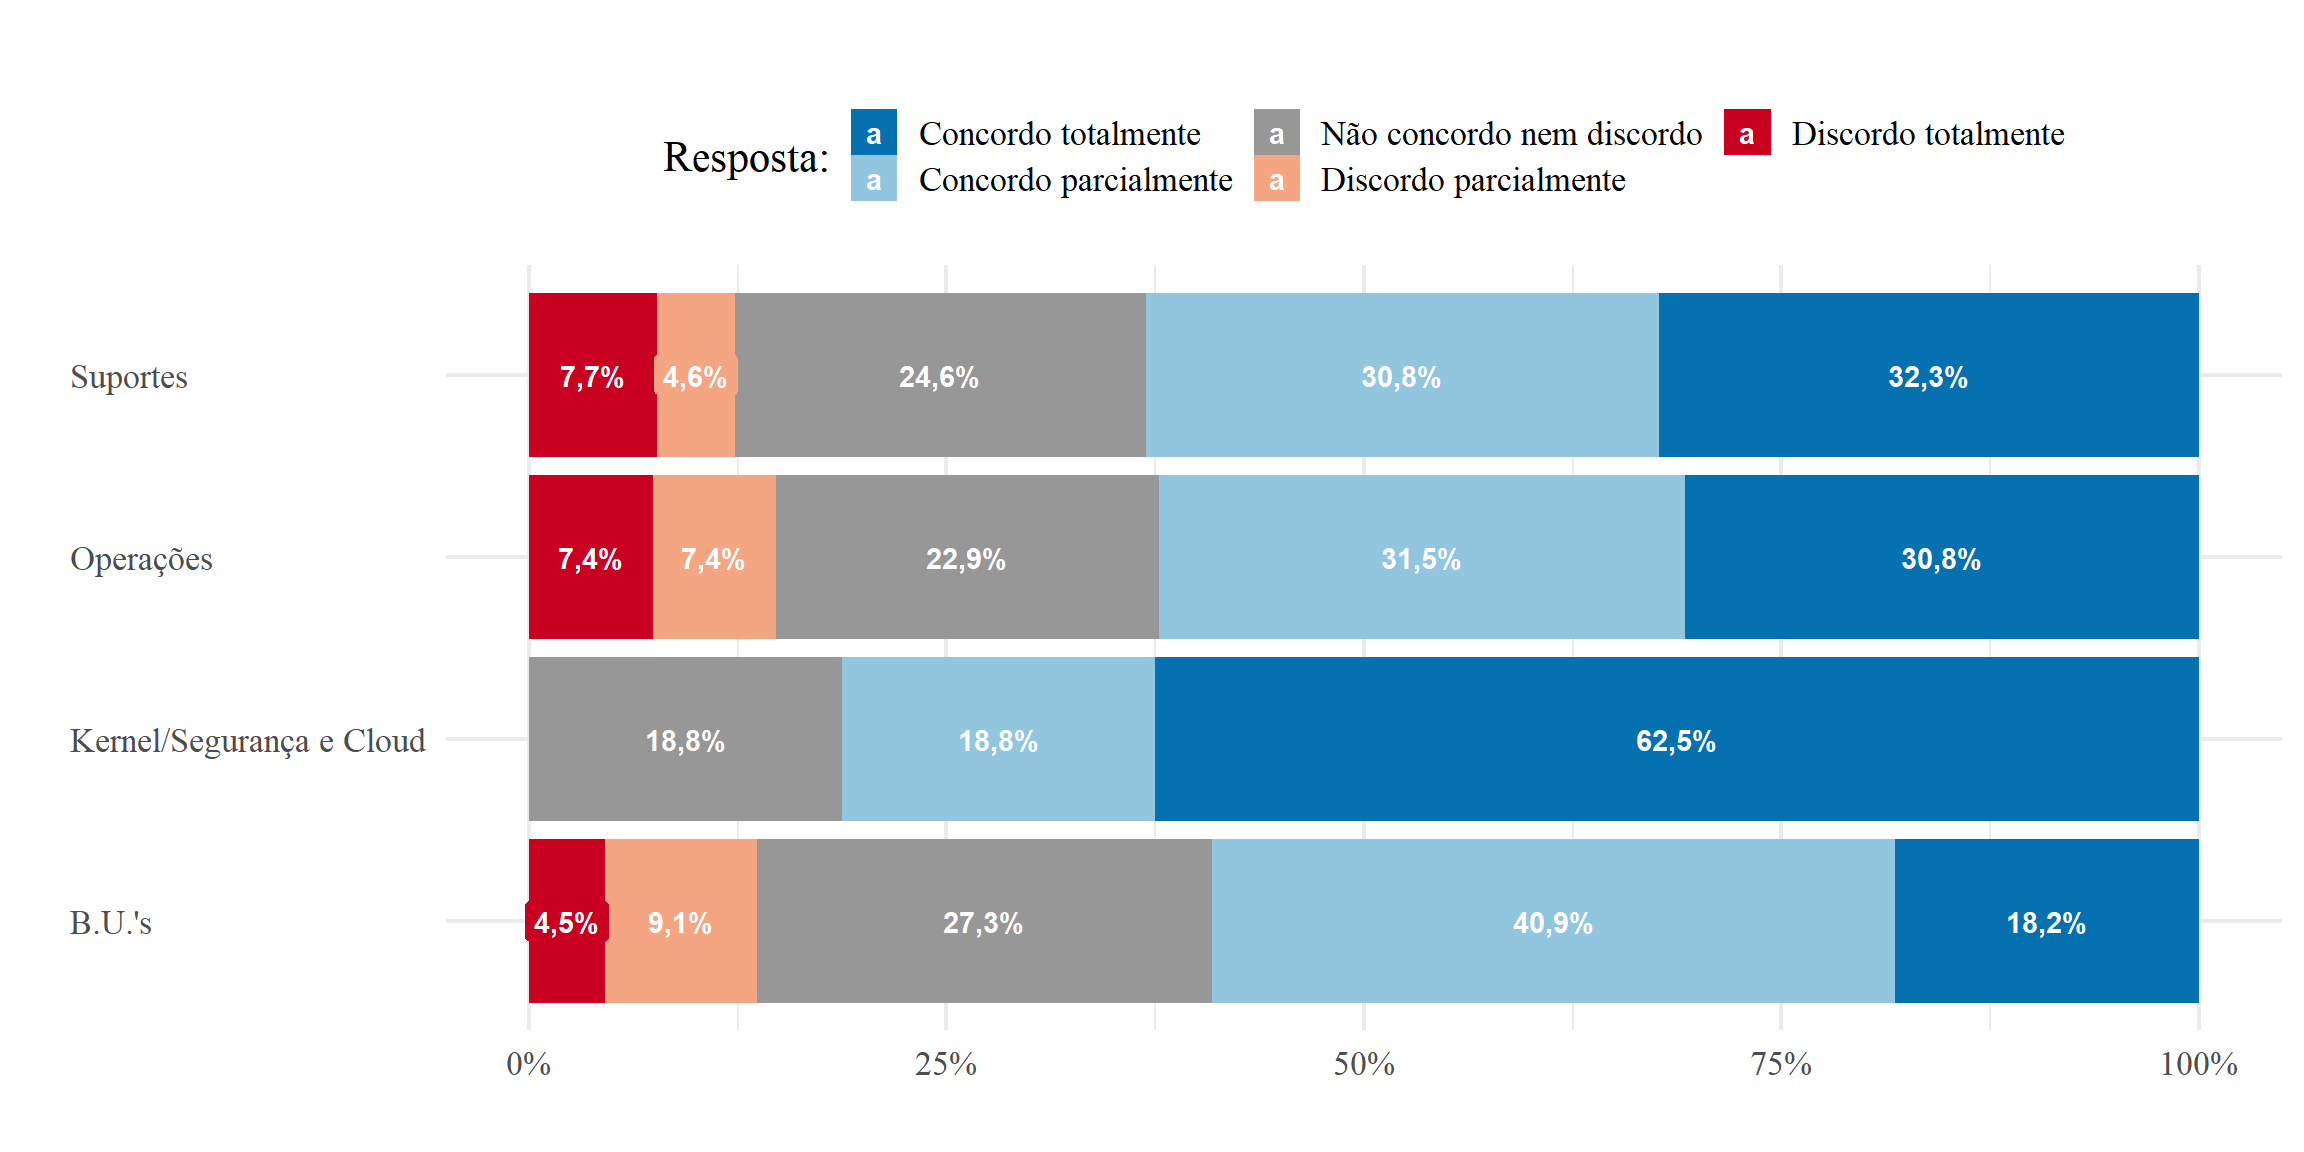 Resposta:
a Concordo totalmente
a Concordo parcialmente
a Não concordo nem discordo
a Discordo parcialmente
a Discordo totalmente
Suportes
7,7% 4,6% 24,6% 30,8% 32,3%
Operações
7,4% 7,4% 22,9% 31,5% 30,8%
Kernel/Segurança e Cloud
18,8% 18,8% 62,5%
B.U.'s
4,5% 9,1% 27,3% 40,9% 18,2%
0% 25% 50% 75% 100%